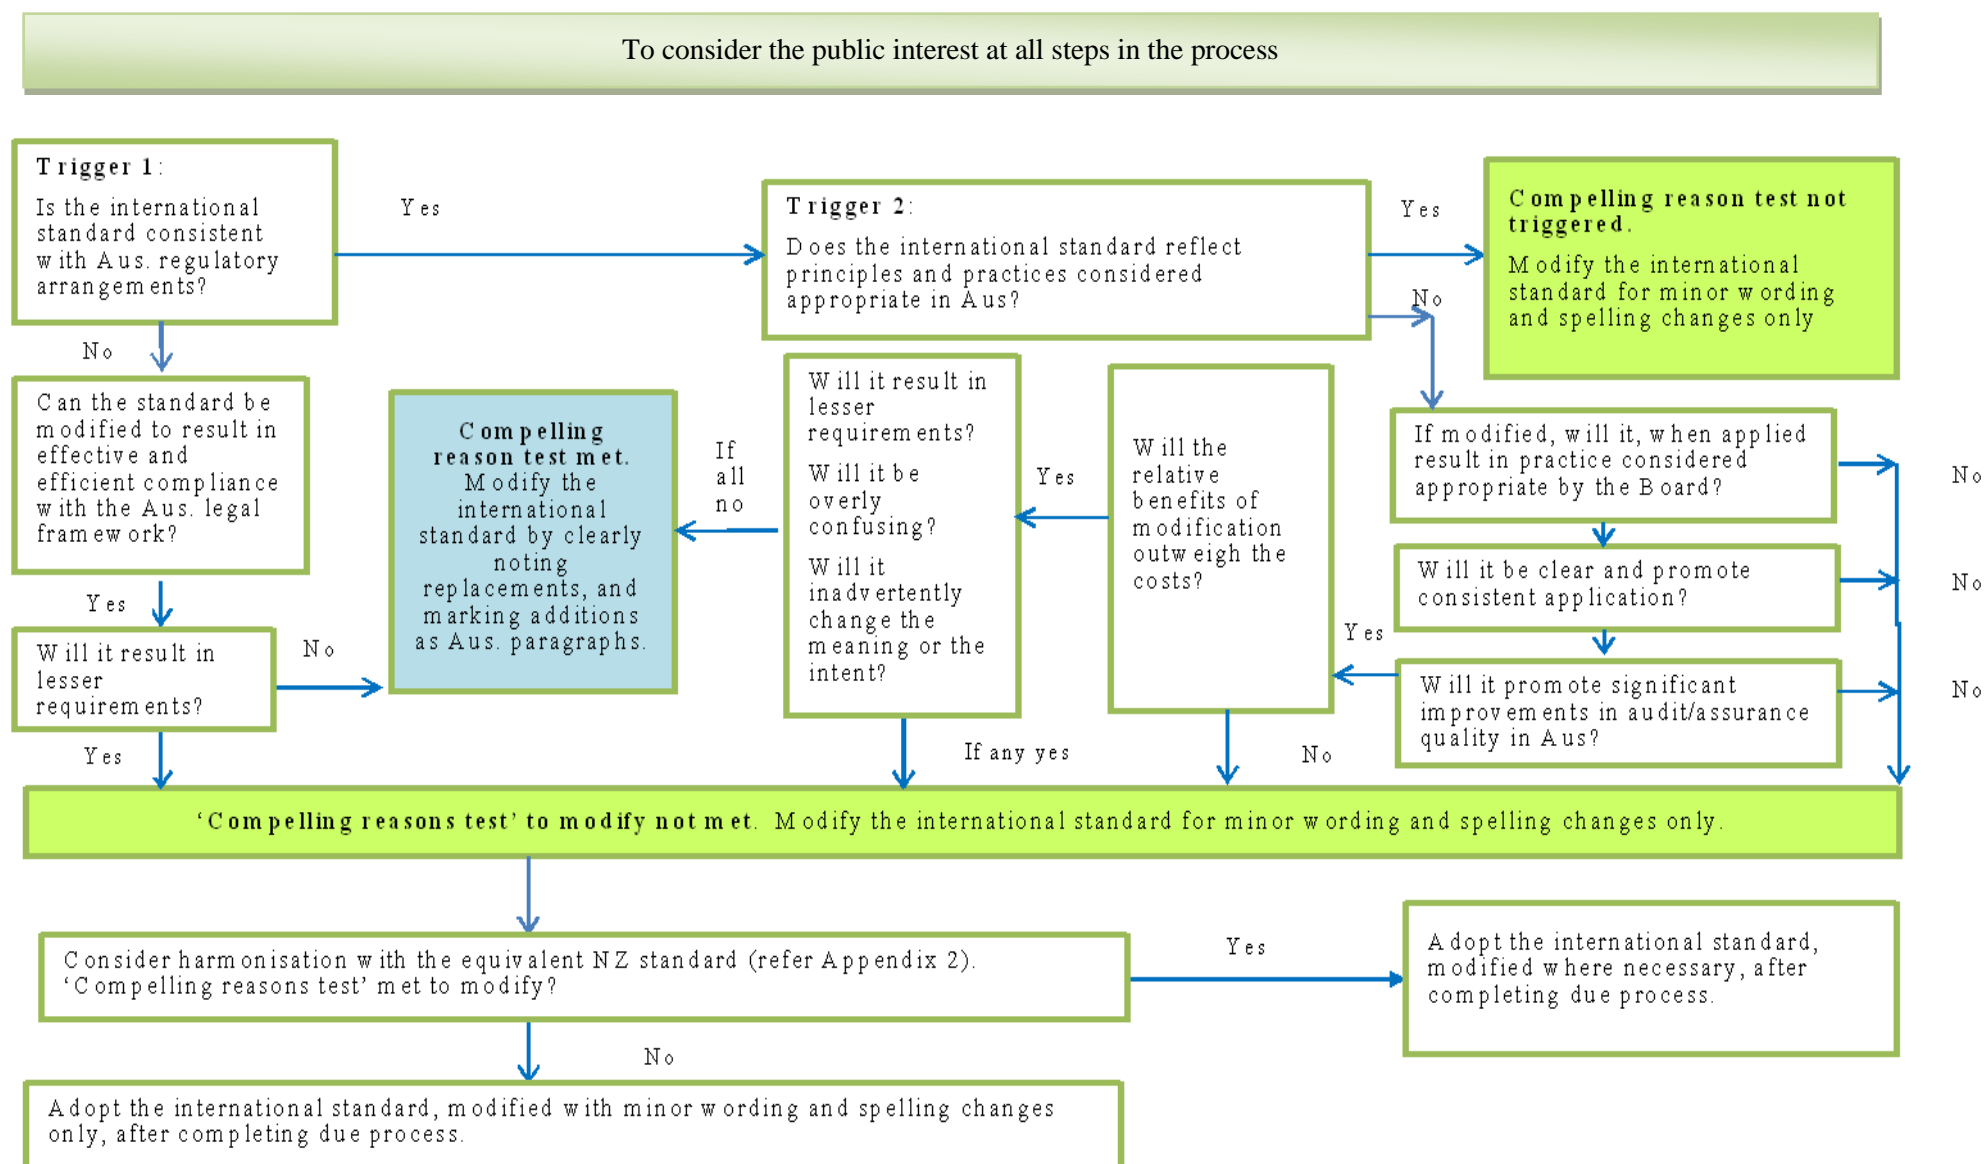 To consider the public interest at all steps in the process
Trigger 1:
Is the international
standard consistent
with Aus. regulatory
arrangements?
Yes
Trigger 2:
Does the international standard reflect
principles and practices considered
appropriate in Aus?
Yes
Compelling reason test not
triggered.
Modify the international
standard for minor wording
and spelling changes only
No
No
Can the standard be
modified to result in
effective and
efficient compliance
with the Aus. legal
framework?
Compelling
reason test met.
Modify the
international
standard by clearly
noting
replacements, and
marking additions
as Aus. paragraphs.
If
all
no
Will it result in
lesser
requirements?
Will it be
overly
confusing?
Will it
inadvertently
change the
meaning or the
intent?
Yes
Will the
relative
benefits of
modification
outweigh the
costs?
If modified, will it, when applied
result in practice considered
appropriate by the Board?
No
Will it be clear and promote
consistent application?
No
Yes
Will it promote significant
improvements in audit/assurance
quality in Aus?
No
Yes
Will it result in
lesser
requirements?
No
Yes
If any yes
No
‘Compelling reasons test’ to modify not met. Modify the international standard for minor wording and spelling changes only.
Consider harmonisation with the equivalent NZ standard (refer Appendix 2).
‘Compelling reasons test’ met to modify?
Yes
Adopt the international standard,
modified where necessary, after
completing due process.
No
Adopt the international standard, modified with minor wording and spelling changes
only, after completing due process.